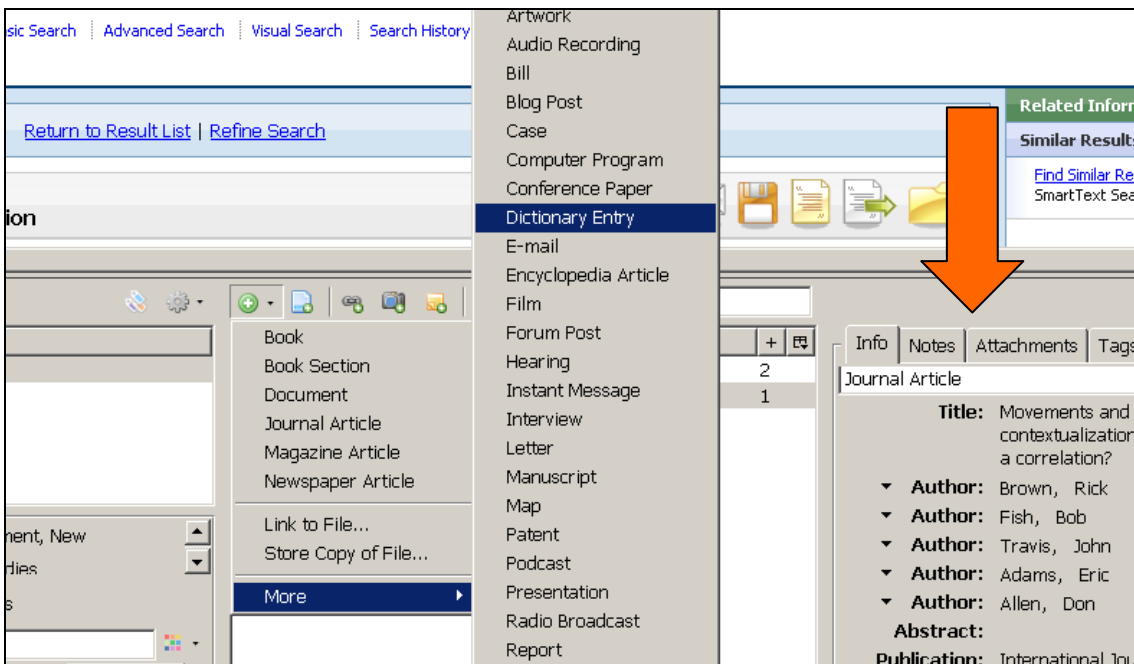 sic Search Advanced Search Visual Search Search History
Return to Result List | Refine Search
ion
Artwork
Audio Recording
Bill
Blog Post
Case
Computer Program
Conference Paper
Dictionary Entry
E-mail
Encyclopedia Article
Film
Forum Post
Hearing
Instant Message
Interview
Letter
Manuscript
Map
Patent
Podcast
Presentation
Radio Broadcast
Report
Related Inforr
Similar Result
Find Similar Re
SmartText Sea
Book
Book Section
Document
Journal Article
Magazine Article
Newspaper Article
Link to File...
Store Copy of File...
More
ment, New
dies
s
+
2
1
Info Notes Attachments Tags
Journal Article
Title: Movements and
contextualization
a correlation?
Author: Brown, Rick
Author: Fish, Bob
Author: Travis, John
Author: Adams, Eric
Author: Allen, Don
Abstract:
Publication: International Jou